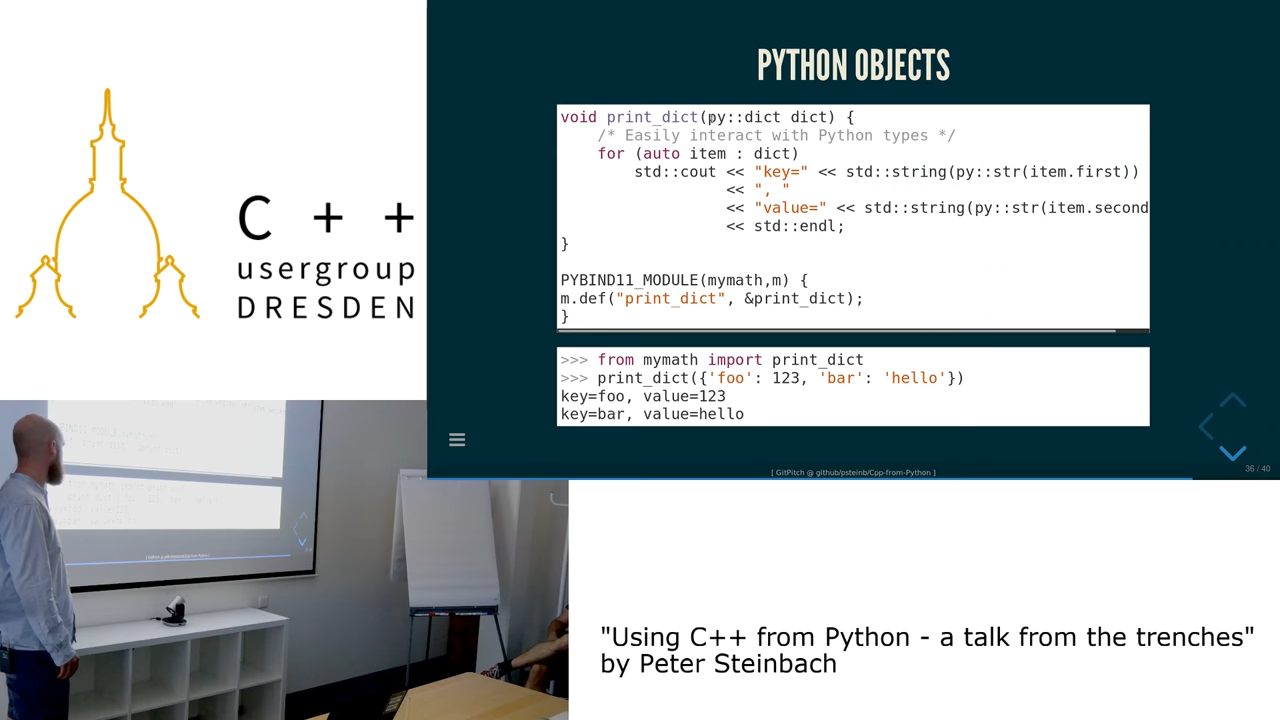 C + +
usergroup
DRESDEN
PYTHON OBJECTS
void print_dict(py::dict dict) {
    /* Easily interact with Python types */
    for (auto item : dict)
        std::cout << "key=" << std::string(py::str(item.first))
                  << ", "
                  << "value=" << std::string(py::str(item.second
                  << std::endl;
}
PYBIND11_MODULE(mymath,m) {
m.def("print_dict", &print_dict);
}
>>> from mymath import print_dict
>>> print_dict({'foo': 123, 'bar': 'hello'})
key=foo, value=123
key=bar, value=hello
[ GitPitch @ github/psteinb/Cpp-from-Python ]
36 / 40
"Using C++ from Python - a talk from the trenches"
by Peter Steinbach